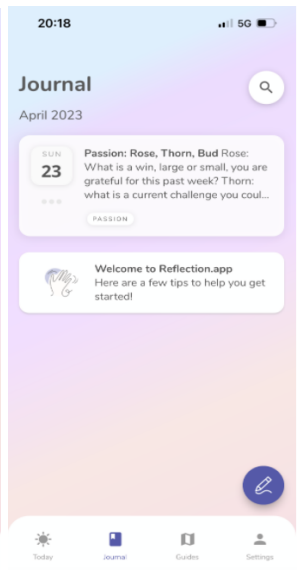 20:18
5G
Journal
April 2023
SUN
23
Passion: Rose, Thorn, Bud Rose:
What is a win, large or small, you are
grateful for this past week? Thorn:
what is a current challenge you coul...
PASSION
Welcome to Reflection.app
Here are a few tips to help you get
started!
Today
Journal
Guides
Settings